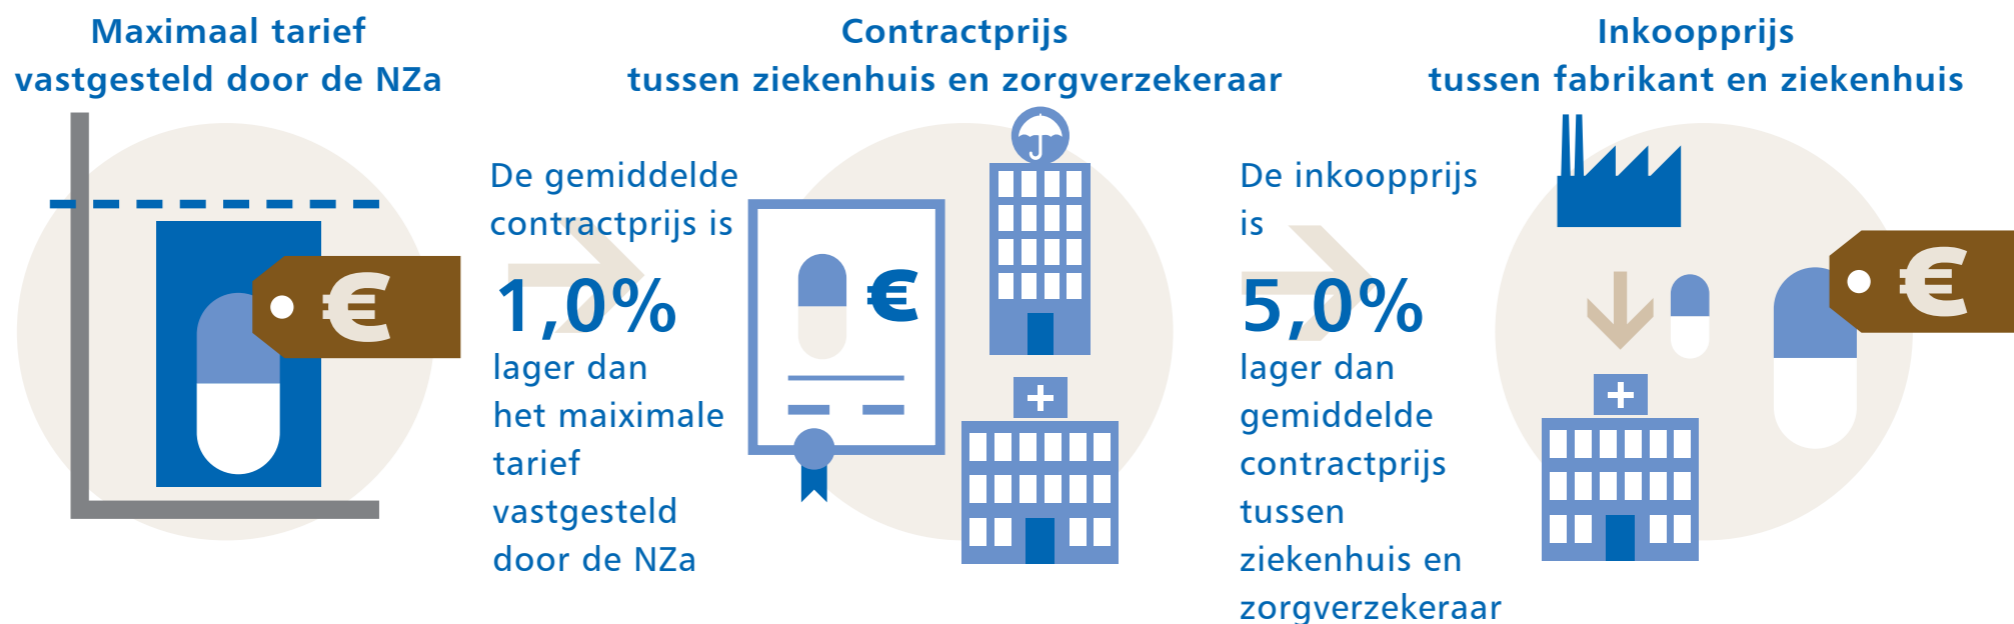 Maximaal tarief
vastgesteld door de NZa
De gemiddelde
contractprijs is
1,0%
lager dan
het maiximale
tarief
vastgesteld
door de NZa
Contractprijs
tussen ziekenhuis en zorgverzekeraar
€
€
De inkoopprijs
is
5,0%
lager dan
gemiddelde
contractprijs
tussen
ziekenhuis en
zorgverzekeraar
Inkoopprijs
tussen fabrikant en ziekenhuis
€